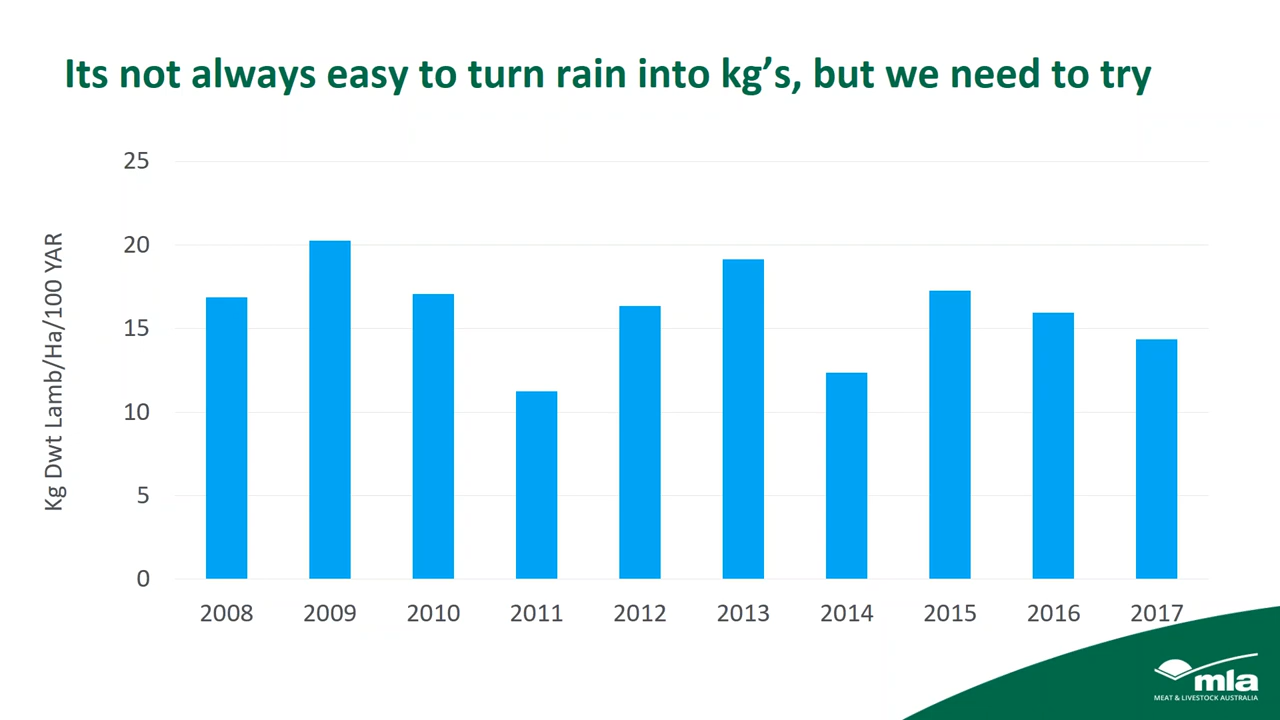 Its not always easy to turn rain into kg’s, but we need to try
25
20
15
10
5
0
Kg Dwt Lamb/Ha/100 YAR
2008 2009 2010 2011 2012 2013 2014 2015 2016 2017
mla
MEAT & LIVESTOCK AUSTRALIA